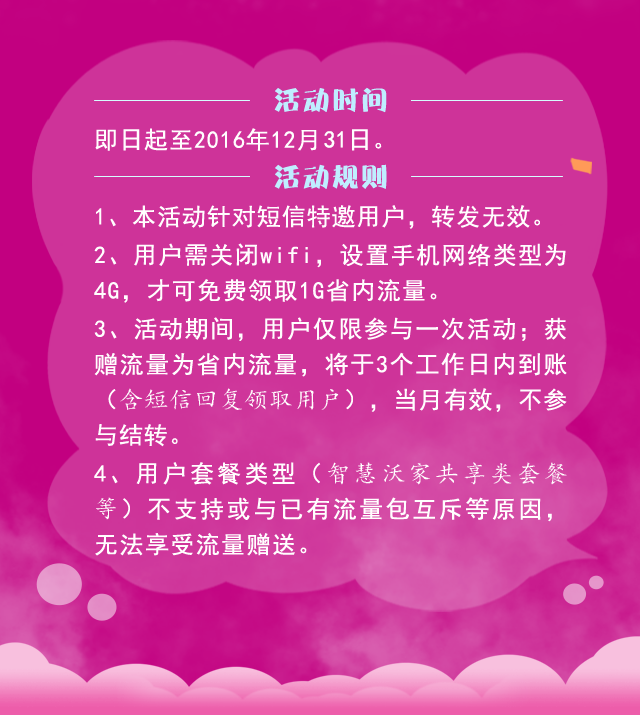 活动时间
即日起至2016年12月31日。
活动规则
1、本活动针对短信特邀用户，转发无效。
2、用户需关闭wifi，设置手机网络类型为
4G，才可免费领取1G省内流量。
3、活动期间，用户仅限参与一次活动；获
赠流量为省内流量，将于3个工作日内到账
（含短信回复领取用户），当月有效，不参
与结转。
4、用户套餐类型（智慧沃家共享类套餐
等）不支持或与已有流量包互斥等原因，
无法享受流量赠送。